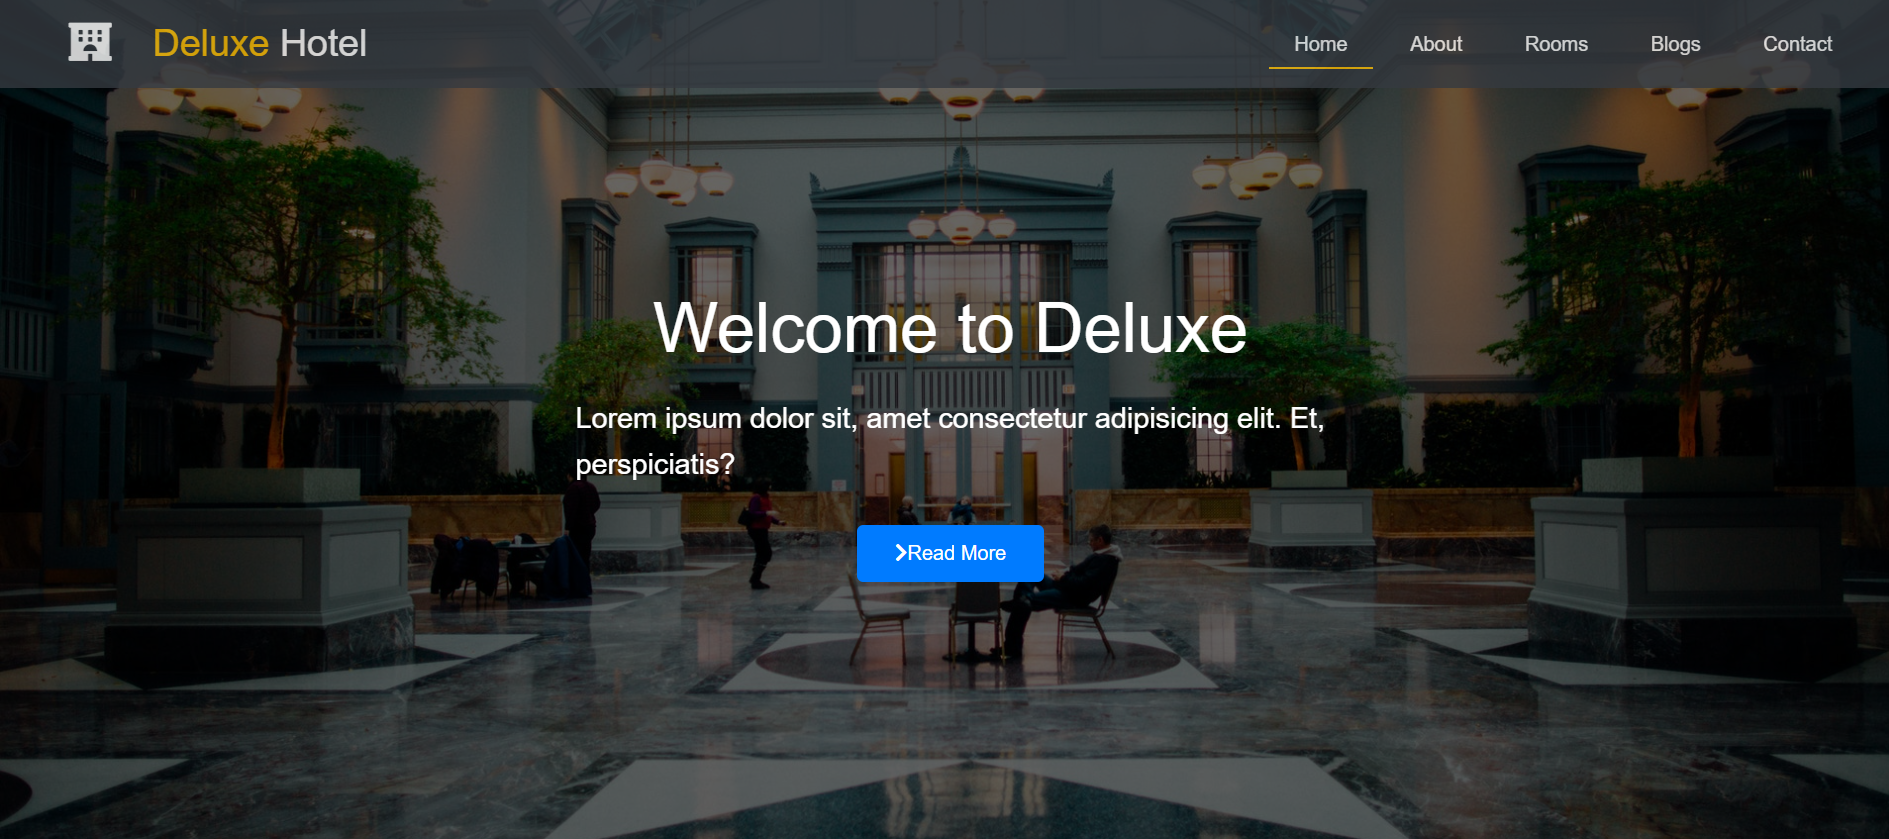 Deluxe Hotel
Home About Rooms Blogs Contact
Welcome to Deluxe
Lorem ipsum dolor sit, amet consectetur adipisicing elit. Et,
perspiciatis?
Read More